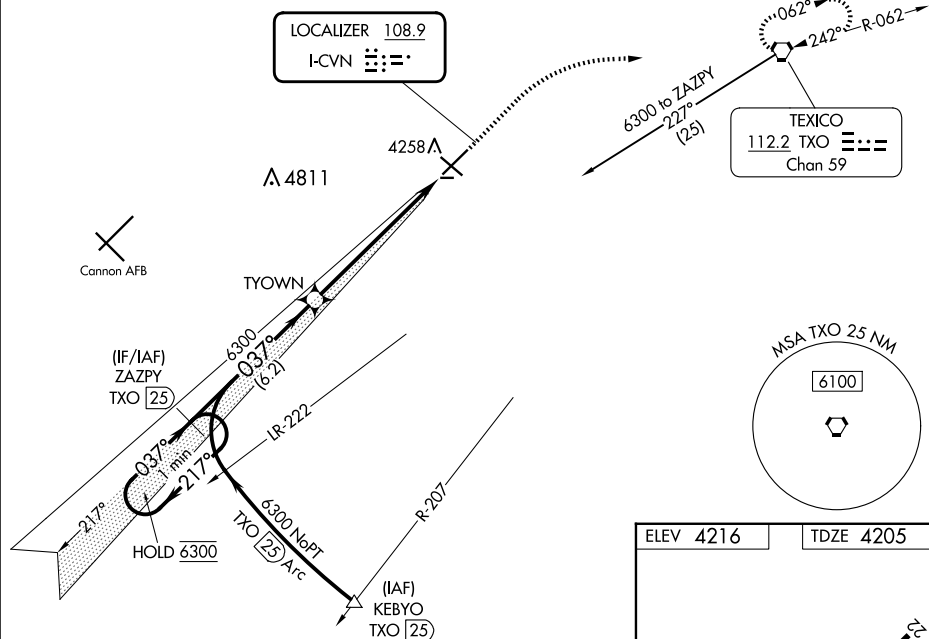 LOCALIZER 108.9
I-CVN
062°
242°
R-062
6300 to ZAZPY
227°
(25)
TEXICO
112.2 TXO
Chan 59
4258
4811
Cannon AFB
TYOWN
6300
037°
(6.2)
(IF/IAF)
ZAZPY
TXO 25
LR-222
037°
1 min
217°
217°
HOLD 6300
6300 NoPT
TXO 25 Arc
R-207
(IAF)
KEBYO
TXO 25
MSA TXO 25 NM
6100
ELEV 4216
TDZE 4205
22